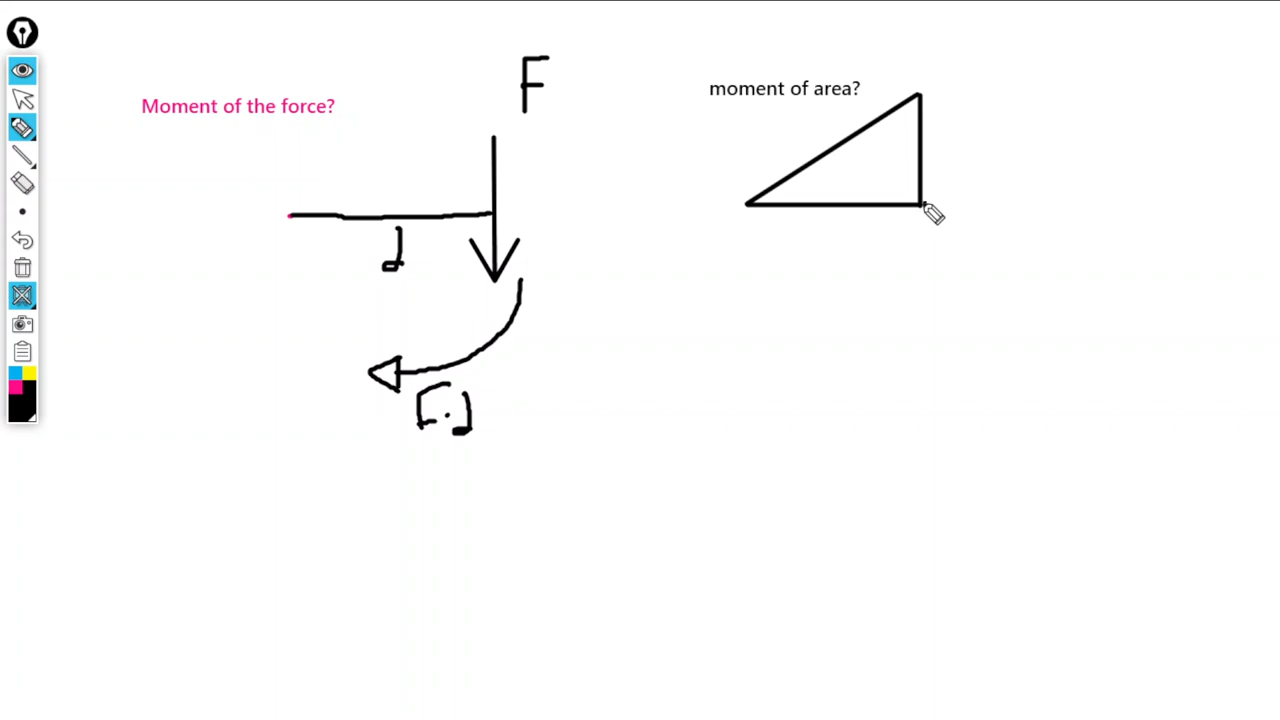 Moment of the force?
F
d
F.d
moment of area?